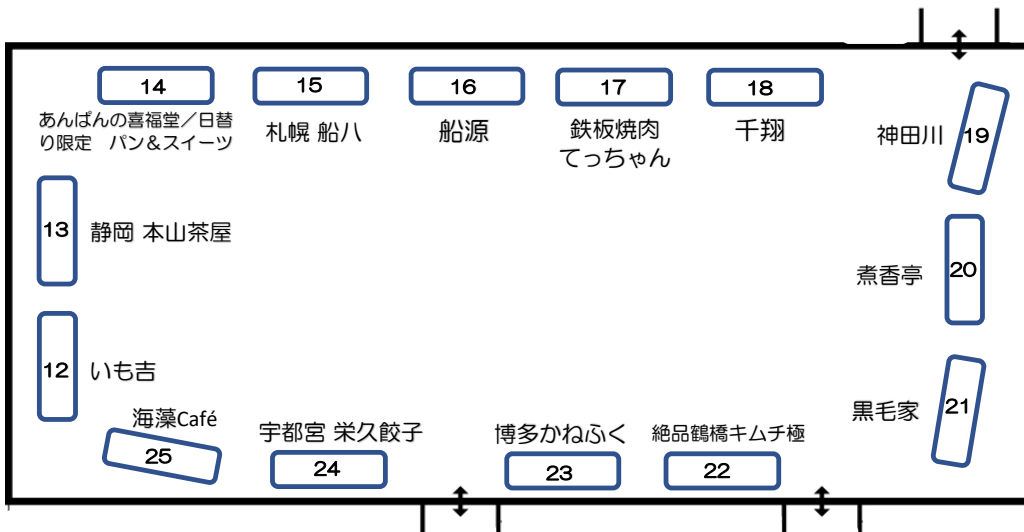 14
あんぱんの喜福堂／日替
り限定　パン＆スイーツ
15
札幌 船八
16
船源
17
鉄板焼肉
てっちゃん
18
千翔
神田川
19
13
静岡 本山茶屋
煮香亭
20
12
いも吉
黒毛家
21
海藻Café
25
宇都宮 栄久餃子
24
博多かねふく
23
絶品鶴橋キムチ極
22